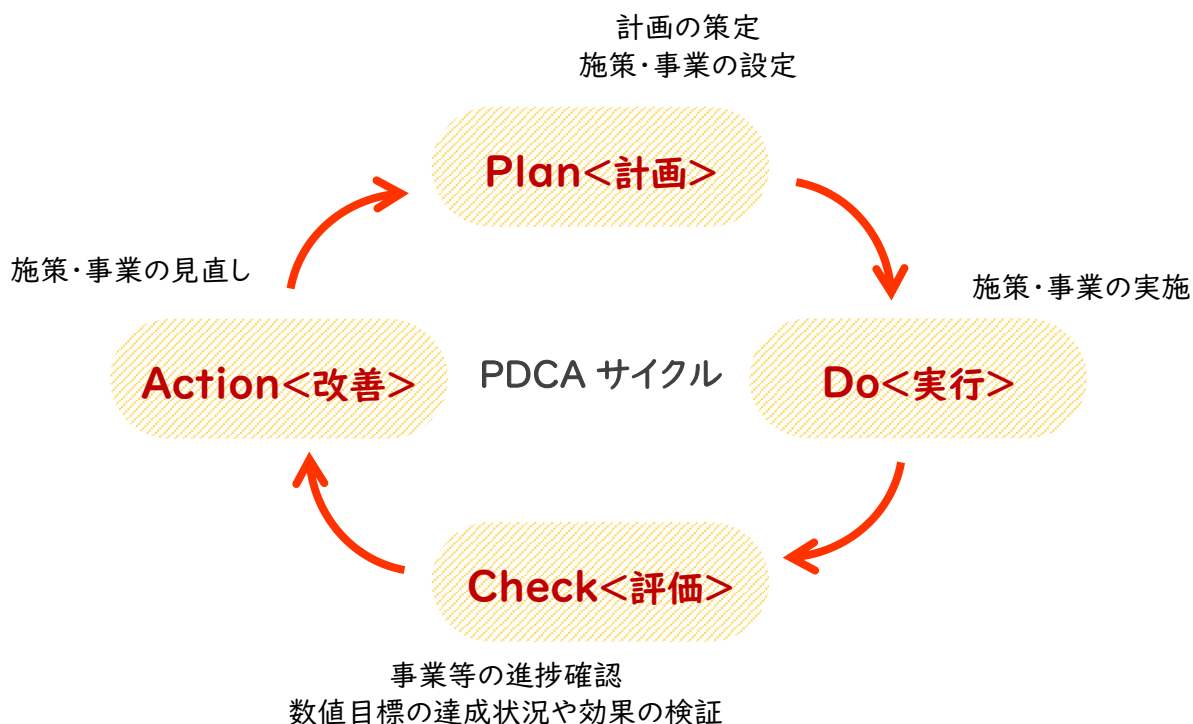 計画の策定
施策・事業の設定
Plan<計画>
施策・事業の見直し
施策・事業の実施
Action<改善>
PDCA サイクル
Do<実行>
Check<評価>
事業等の進捗確認
数値目標の達成状況や効果の検証